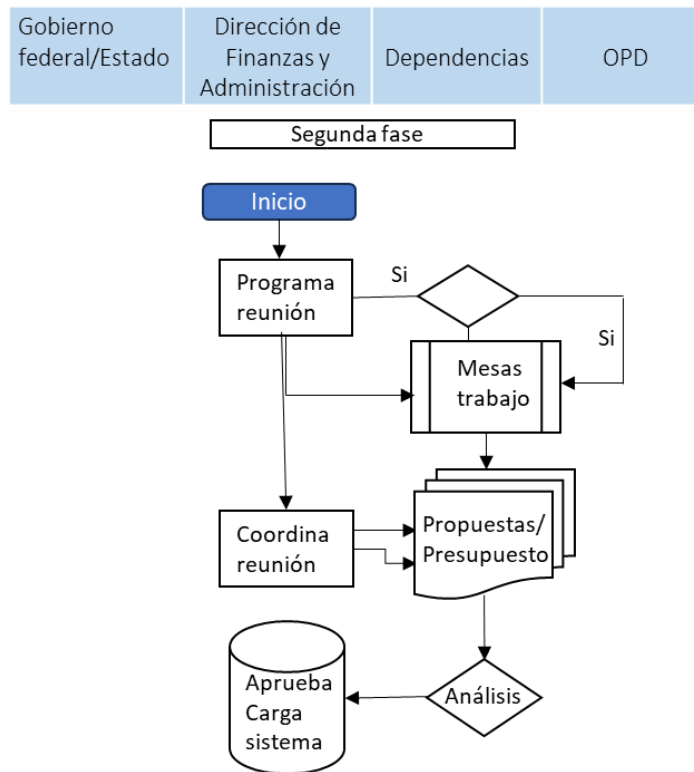 Gobierno
federal/Estado
Dirección de
Finanzas y
Administración
Dependencias
OPD
Segunda fase
Inicio
Programa
reunión
Si
Si
Mesas
trabajo
Coordina
reunión
Propuestas/
Presupuesto
Aprueba
Carga
sistema
Análisis